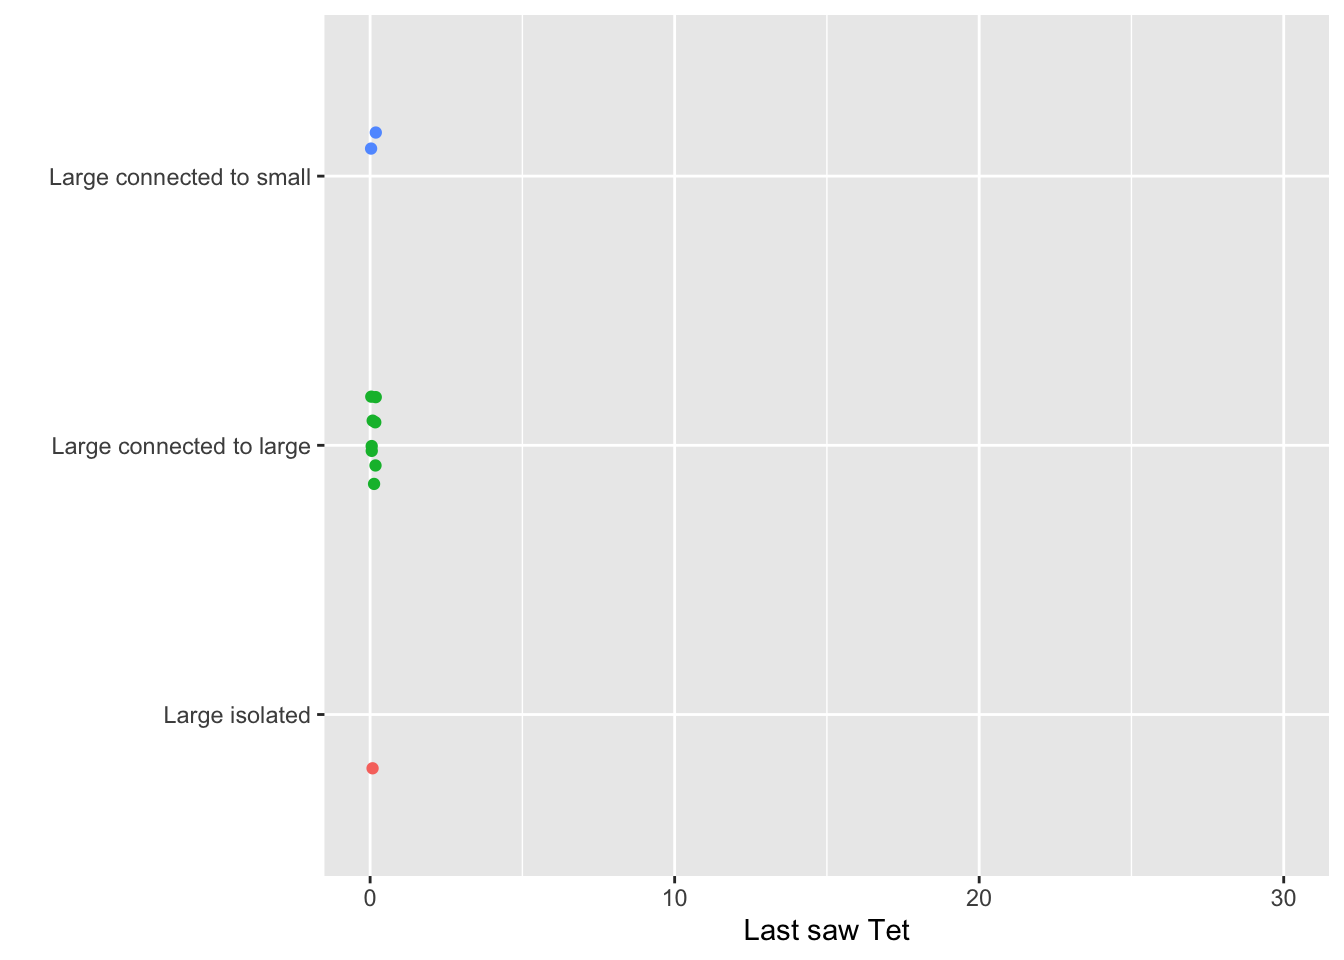 Large connected to small
Large connected to large
Large isolated
0 10 20 30
Last saw Tet